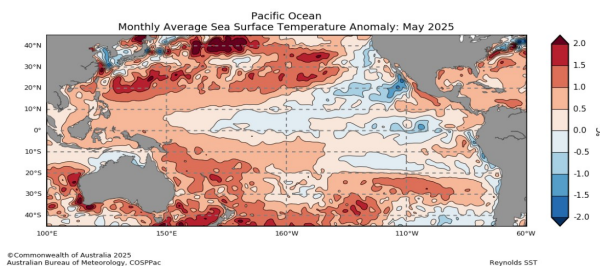 Pacific Ocean
Monthly Average Sea Surface Temperature Anomaly: May 2025
40°N
30°N
20°N
10°N
0°
10°S
20°S
30°S
40°S
100°E
150°E
160°W
110°W
60°W
2.0
1.5
1.0
0.5
0.0
-0.5
-1.0
-1.5
-2.0
°C
©Commonwealth of Australia 2025
Australian Bureau of Meteorology, COSPPac
Reynolds SST